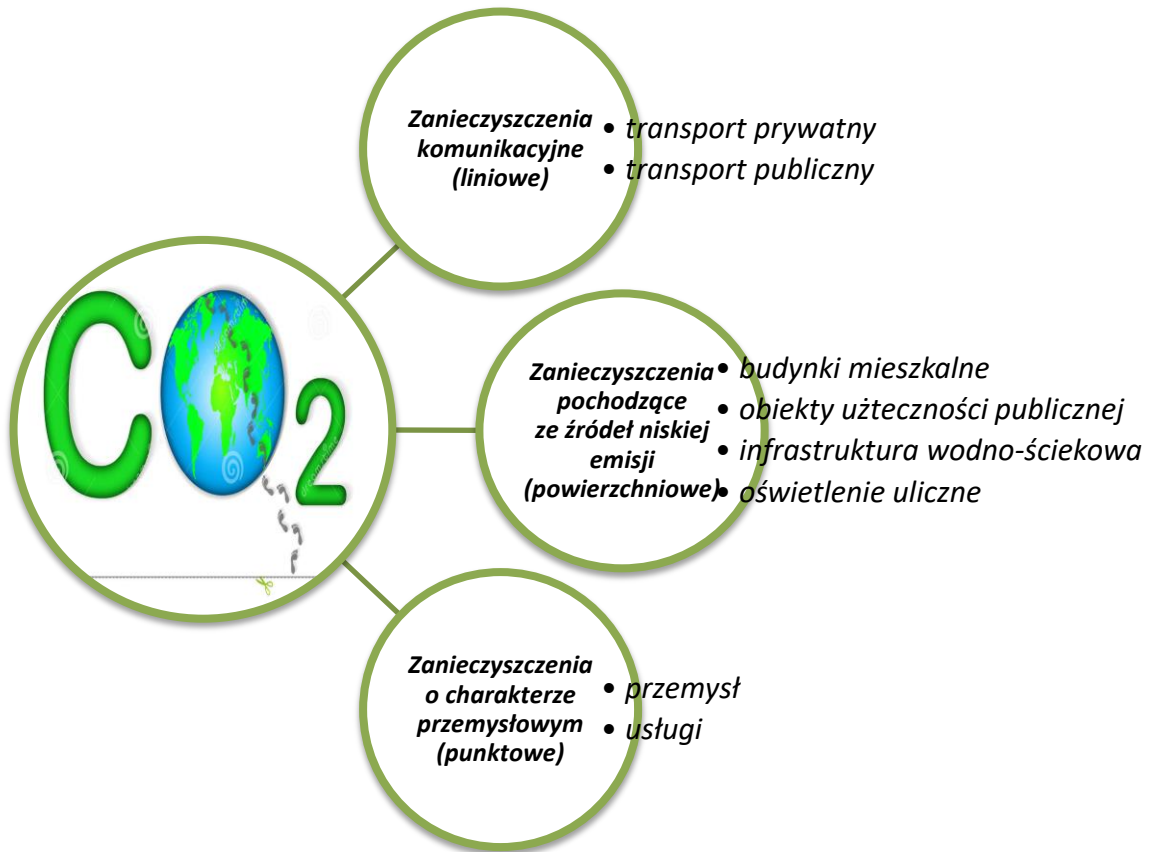 Zanieczyszczenia
komunikacyjne
(liniowe)
• transport prywatny
• transport publiczny
CO2
Zanieczyszczenia
pochodzące
ze źródeł niskiej
emisji
(powierzchniowe)
• budynki mieszkalne
• obiekty użteczności publicznej
• infrastruktura wodno-ściekowa
• oświetlenie uliczne
Zanieczyszczenia
o charakterze
przemysłowym
(punktowe)
• przemysł
• usługi